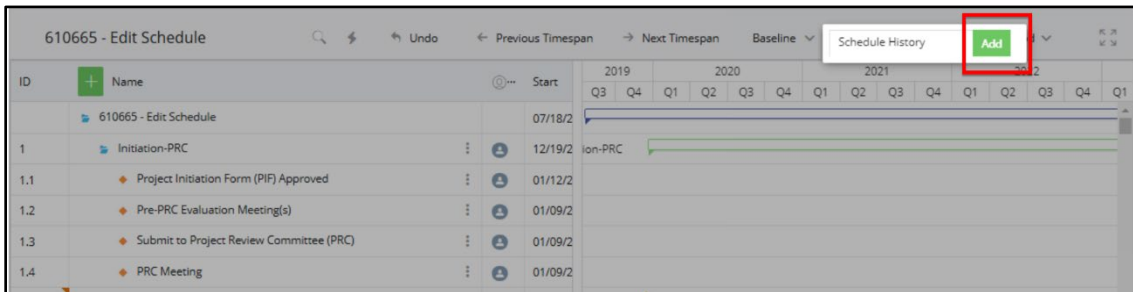 610665 - Edit Schedule Undo ← Previous Timespan → Next Timespan Baseline Schedule History Add
ID + Name Start 2019 2020 2021
Q3 Q4 Q1 Q2 Q3 Q4 Q1 Q2 Q3 Q4 Q1 Q2 Q3 Q4 Q1
610665 - Edit Schedule 07/18/2
1 Initiation-PRC 12/19/2 ion-PRC
1.1 Project Initiation Form (PIF) Approved 01/12/2
1.2 Pre-PRC Evaluation Meeting(s) 01/09/2
1.3 Submit to Project Review Committee (PRC) 01/09/2
1.4 PRC Meeting 01/09/2